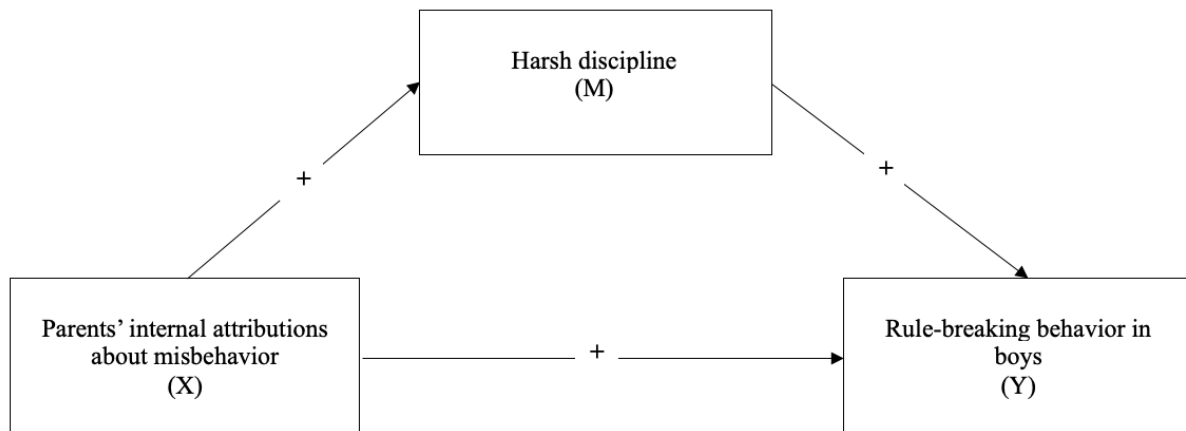 Harsh discipline
(M)
+
+
Parents’ internal attributions
about misbehavior
(X)
+
Rule-breaking behavior in
boys
(Y)